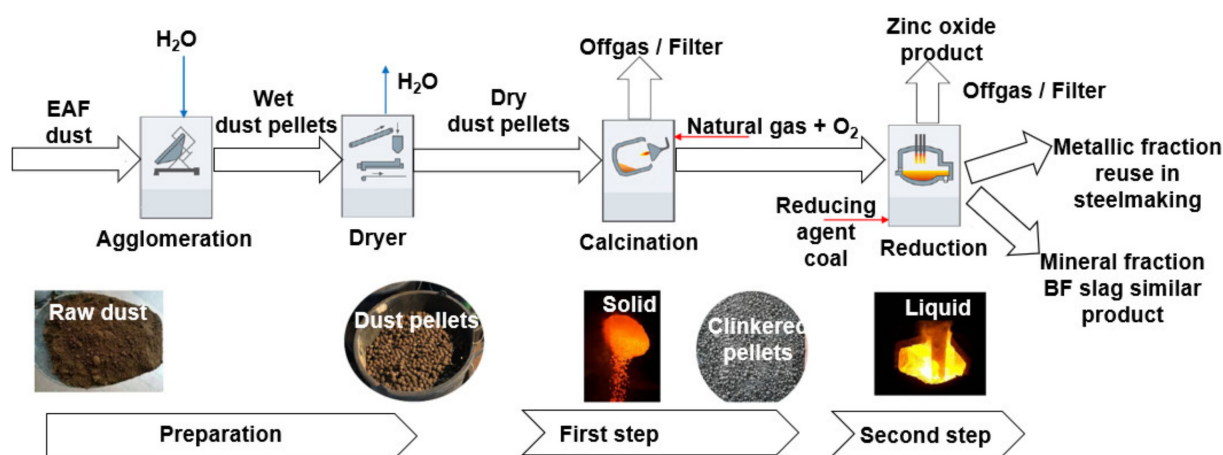 H₂O
EAF
dust
Agglomeration
Wet
dust pellets
H₂O
Dryer
Dry
dust pellets
Offgas / Filter
Calcination
Natural gas + O₂
Zinc oxide
product
Offgas / Filter
Reducing
agent
coal
Reduction
Metallic fraction
reuse in
steelmaking
Mineral fraction
BF slag similar
product
Raw dust
Dust pellets
Solid
Clinkered
pellets
Liquid
Preparation
First step
Second step